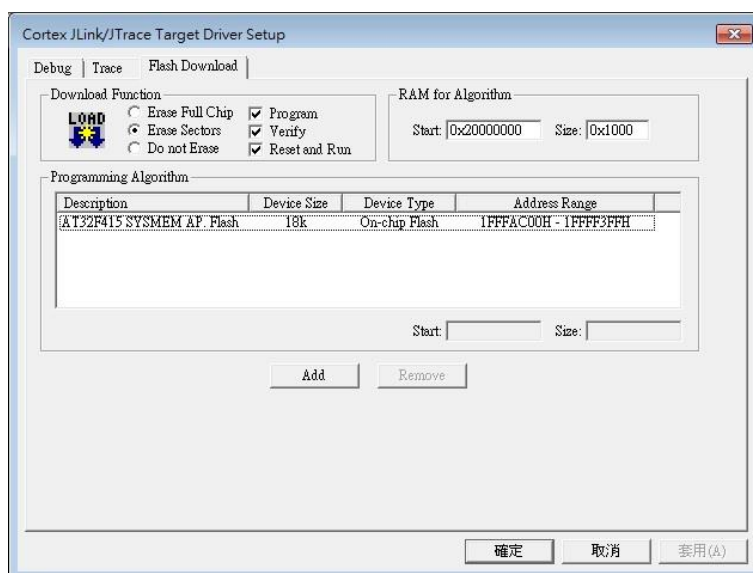 Cortex JLink/JTrace Target Driver Setup
Debug | Trace Flash Download
Download Function
LOAD
Erase Full Chip
Erase Sectors
Do not Erase
Program
Verify
Reset and Run
RAM for Algorithm
Start: 0x20000000 Size: 0x1000
Programming Algorithm
Description Device Size Device Type Address Range
AT32F415 SYSMEM AP. Flash 18k On-chip Flash 1FFFAC00H - 1FFFF3FFH
Start: Size:
Add Remove
確定 取消 套用(A)